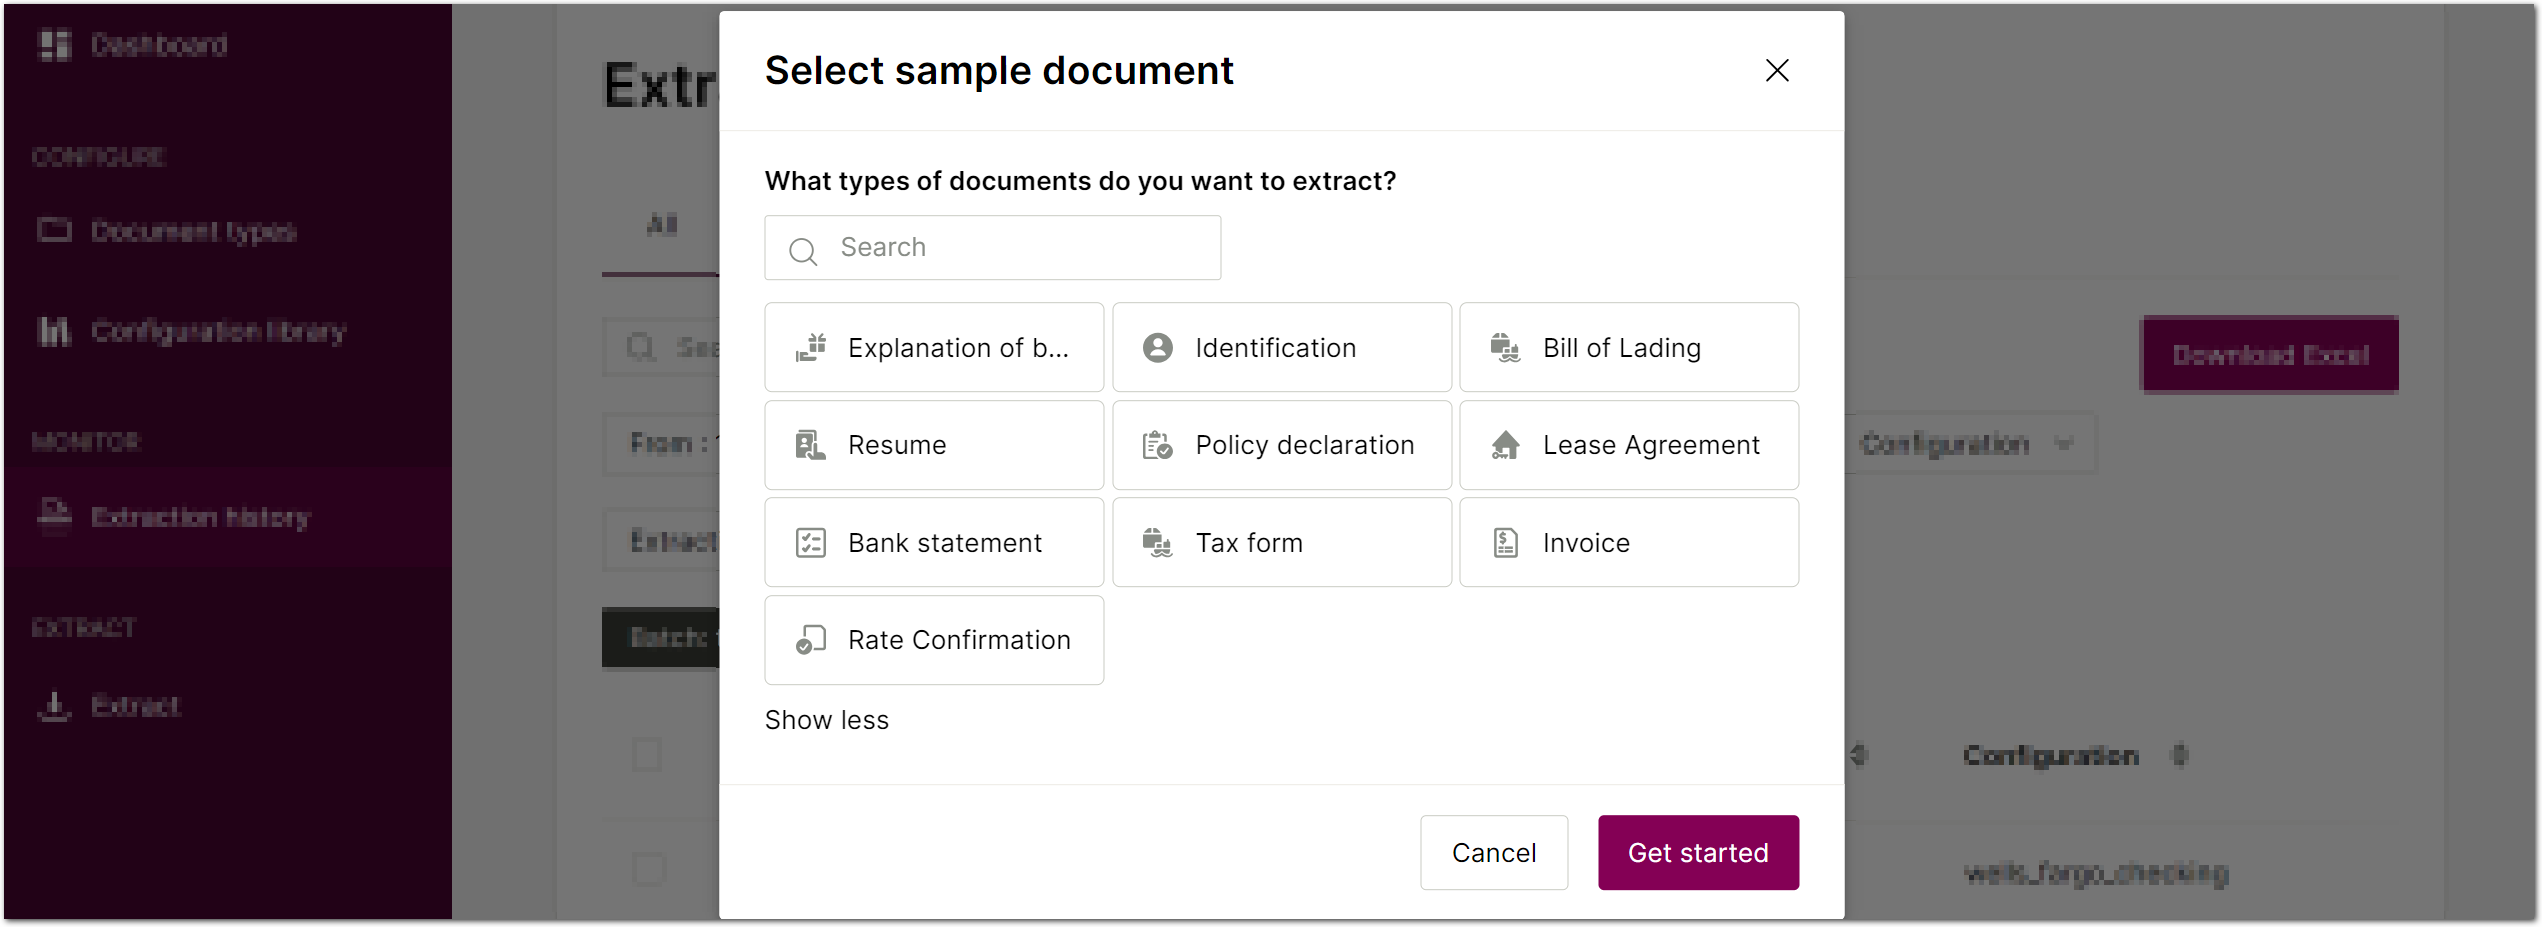 Dashboard
CONFIGURE
Document types
Configuration library
MONITOR
Extraction history
EXTRACT
Extract
Extr
All
From :
Extract
Batch:
Select sample document
What types of documents do you want to extract?
Search
Explanation of b...
Identification
Bill of Lading
Resume
Policy declaration
Lease Agreement
Bank statement
Tax form
Invoice
Rate Confirmation
Show less
Cancel
Get started
Download Excel
Configuration
Configuration
wells_fargo_checking